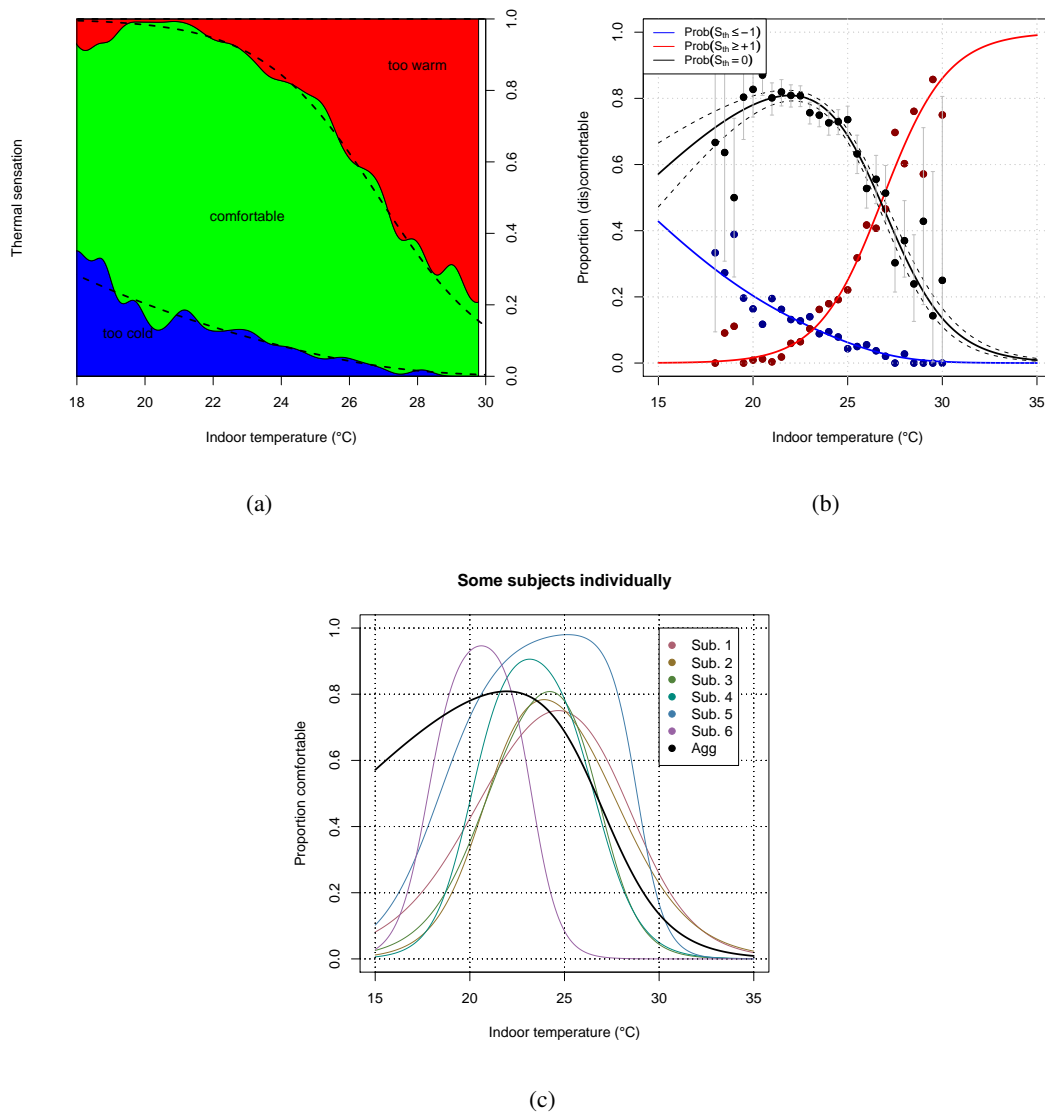 too warm
comfortable
too cold
Thermal sensation
0.0 0.2 0.4 0.6 0.8 1.0
18 20 22 24 26 28 30
Indoor temperature (°C)
(a)
Prob(Sth ≤ −1)
Prob(Sth ≥ +1)
Prob(Sth = 0)
Proportion (dis)comfortable
0.0 0.2 0.4 0.6 0.8 1.0
15 20 25 30 35
Indoor temperature (°C)
(b)
Some subjects individually
Sub. 1
Sub. 2
Sub. 3
Sub. 4
Sub. 5
Sub. 6
Agg
Proportion comfortable
0.0 0.2 0.4 0.6 0.8 1.0
15 20 25 30 35
Indoor temperature (°C)
(c)